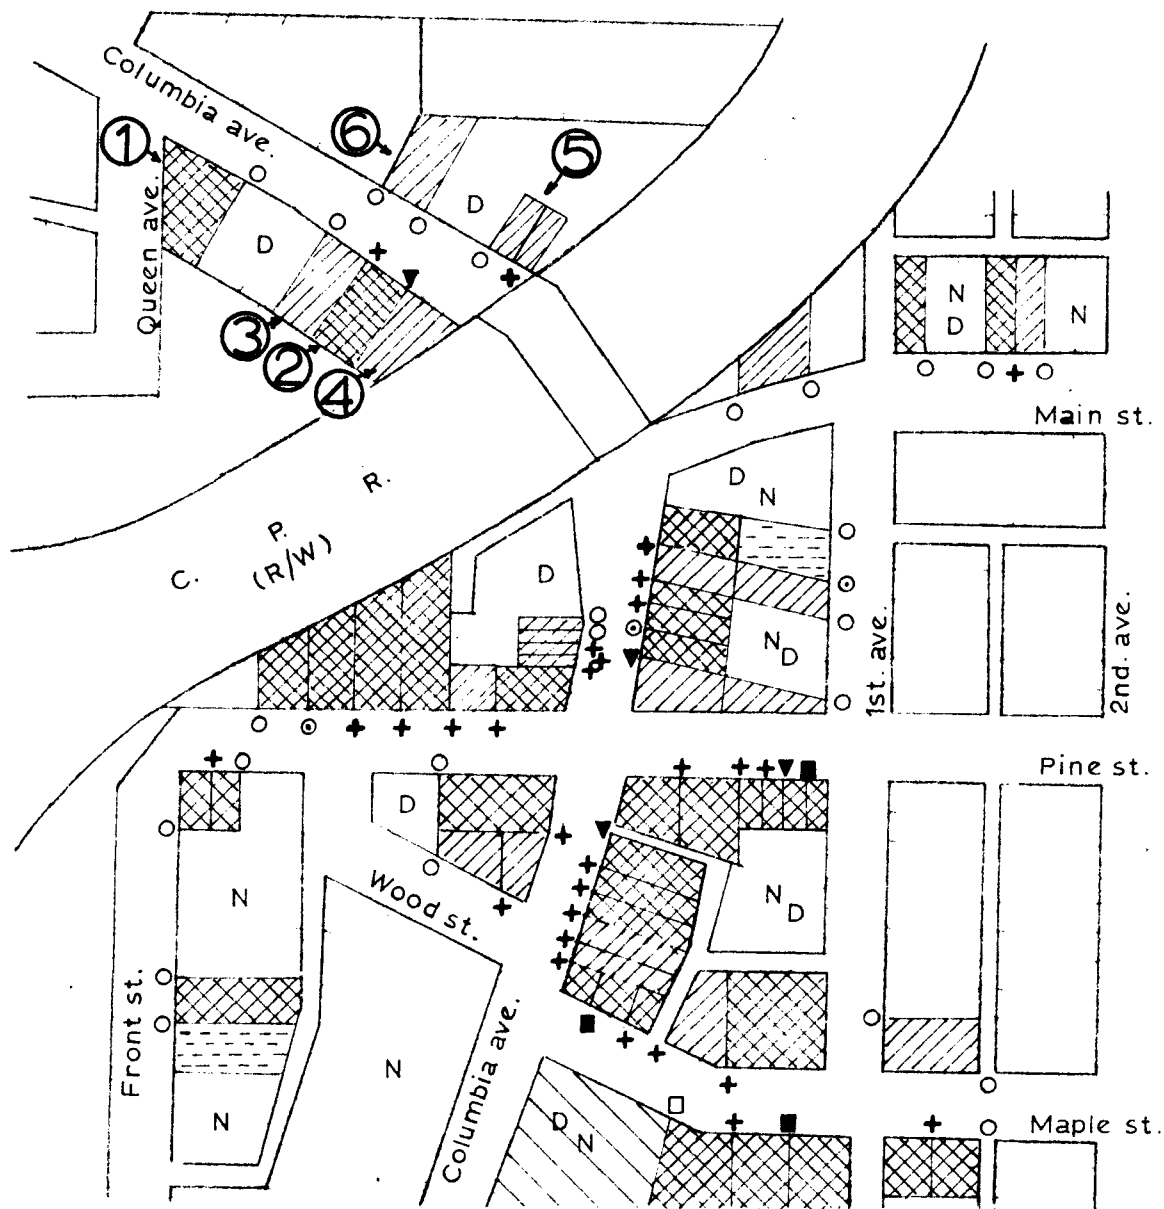 Columbia ave.
1
6
5
D
Queen ave.
D
3
2
4
N
D
N
Main st.
R.
P.
(R/W)
C.
D
N
D
N
D
1st. ave.
2nd. ave.
Pine st.
D
N
Wood st.
N
D
Front st.
Columbia ave.
N
N
D
N
Maple st.